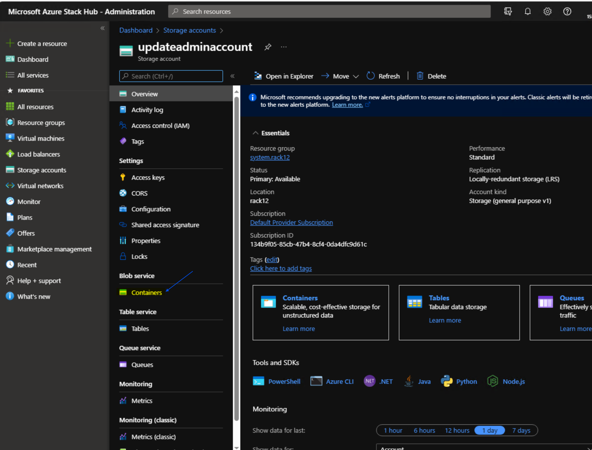 Microsoft Azure Stack Hub - Administration
Search resources
Create a resource
Dashboard
All services
FAVORITES
All resources
Resource groups
Virtual machines
Load balancers
Storage accounts
Virtual networks
Monitor
Plans
Offers
Marketplace management
Recent
Help + support
What's new
Dashboard > Storage accounts >
updateadminaccount
Storage account
Search (Ctrl+/)
Overview
Activity log
Access control (IAM)
Tags
Settings
Access keys
CORS
Configuration
Shared access signature
Properties
Locks
Blob service
Containers
Table service
Tables
Queue service
Queues
Monitoring
Metrics
Monitoring (classic)
Metrics (classic)
Open in Explorer Move Refresh Delete
Microsoft recommends upgrading to the new alerts platform to ensure no interruptions in your alerts. Classic alerts will be reti
to the new alerts platform. Learn more.
Essentials
Resource group
system.rack12
Status
Primary: Available
Location
rack12
Subscription
Default Provider Subscription
Subscription ID
134b9f05-85cb-47b4-8cf4-0da4dfc9d61c
Tags (edit)
Click here to add tags
Performance
Standard
Replication
Locally-redundant storage (LRS)
Account kind
Storage (general purpose v1)
Containers
Scalable, cost-effective storage for
unstructured data
Learn more
Tables
Tabular data storage
Learn more
Queues
Effectively s
traffic
Learn more
Tools and SDKs
PowerShell Azure CLI .NET Java Python Node.js
Monitoring
Show data for last: 1 hour 6 hours 12 hours 1 day 7 days
Show data for: Account